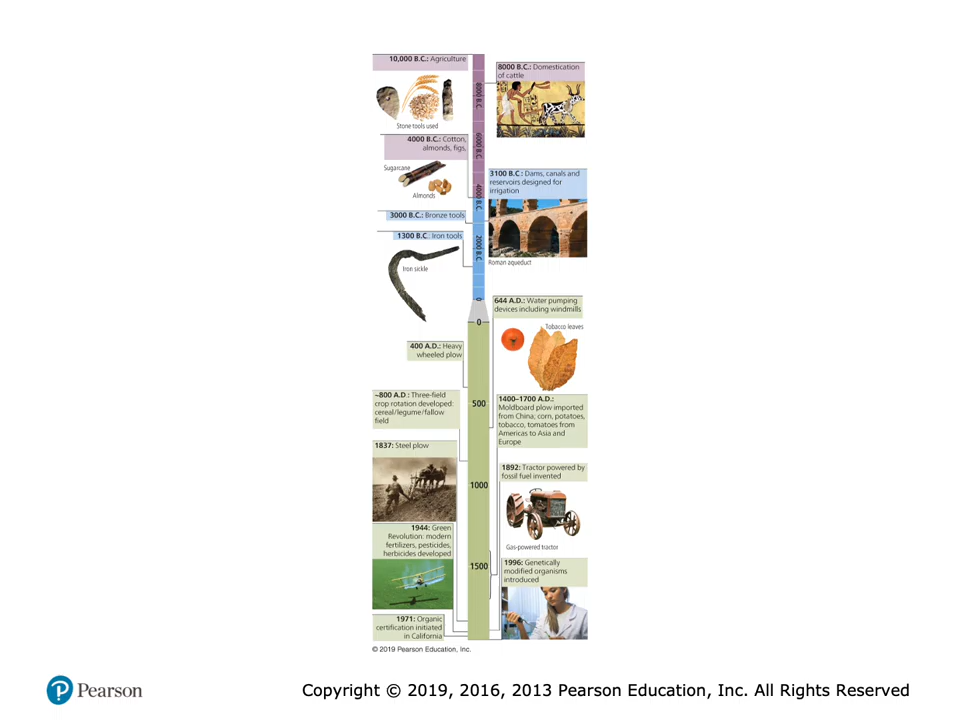 10,000 B.C.: Agriculture
Stone tools used
8000 B.C.: Domestication
of cattle
4000 B.C.: Cotton,
almonds, figs,
Sugarcane
Almonds
3100 B.C.: Dams, canals and
reservoirs designed for
irrigation
Roman aqueduct
3000 B.C.: Bronze tools
1300 B.C. Iron tools
Iron sickle
8000 B.C.
6000 B.C.
4000 B.C.
2000 B.C.
0
0
500
1000
1500
644 A.D.: Water pumping
devices including windmills
Tobacco leaves
400 A.D.: Heavy
wheeled plow
~800 A.D.: Three-field
crop rotation developed:
cereal/legume/fallow
field
1400–1700 A.D.:
Moldboard plow imported
from China; corn, potatoes,
tobacco, tomatoes from
Americas to Asia and
Europe
1837: Steel plow
1892: Tractor powered by
fossil fuel invented
Gas-powered tractor
1944: Green
Revolution: modern
fertilizers, pesticides,
herbicides developed
1996: Genetically
modified organisms
introduced
1971: Organic
certification initiated
in California
© 2019 Pearson Education, Inc.
P Pearson
Copyright © 2019, 2016, 2013 Pearson Education, Inc. All Rights Reserved